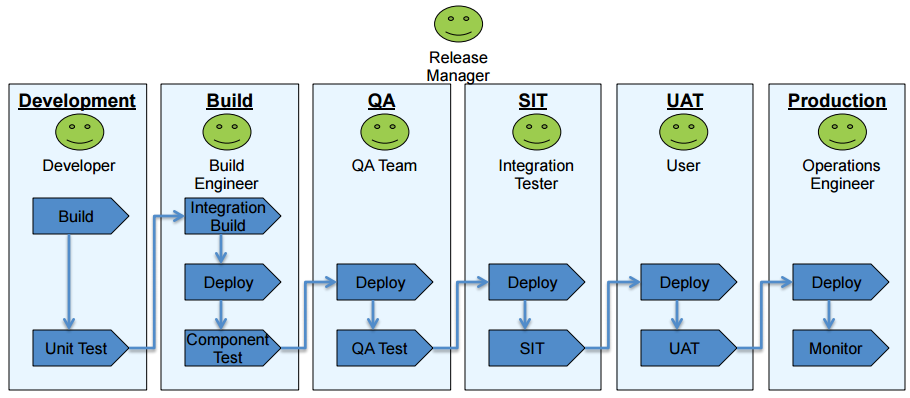 Release
Manager
Development
Developer
Build
Unit Test
Build
Build
Engineer
Integration
Build
Deploy
Component
Test
QA
QA Team
Deploy
QA Test
SIT
Integration
Tester
Deploy
SIT
UAT
User
Deploy
UAT
Production
Operations
Engineer
Deploy
Monitor